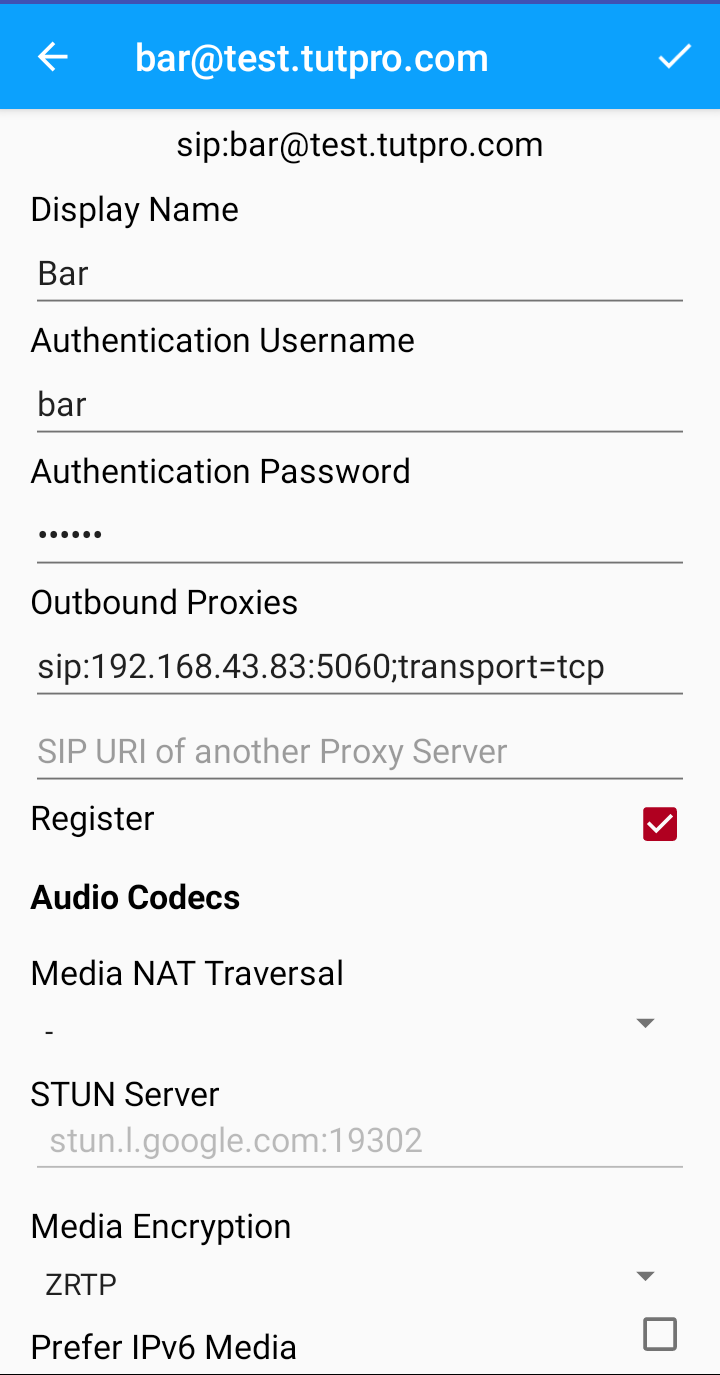 bar@test.tutpro.com
sip:bar@test.tutpro.com
Display Name
Bar
Authentication Username
bar
Authentication Password
••••••
Outbound Proxies
sip:192.168.43.83:5060;transport=tcp
SIP URI of another Proxy Server
Register
Audio Codecs
Media NAT Traversal
-
STUN Server
stun.l.google.com:19302
Media Encryption
ZRTP
Prefer IPv6 Media